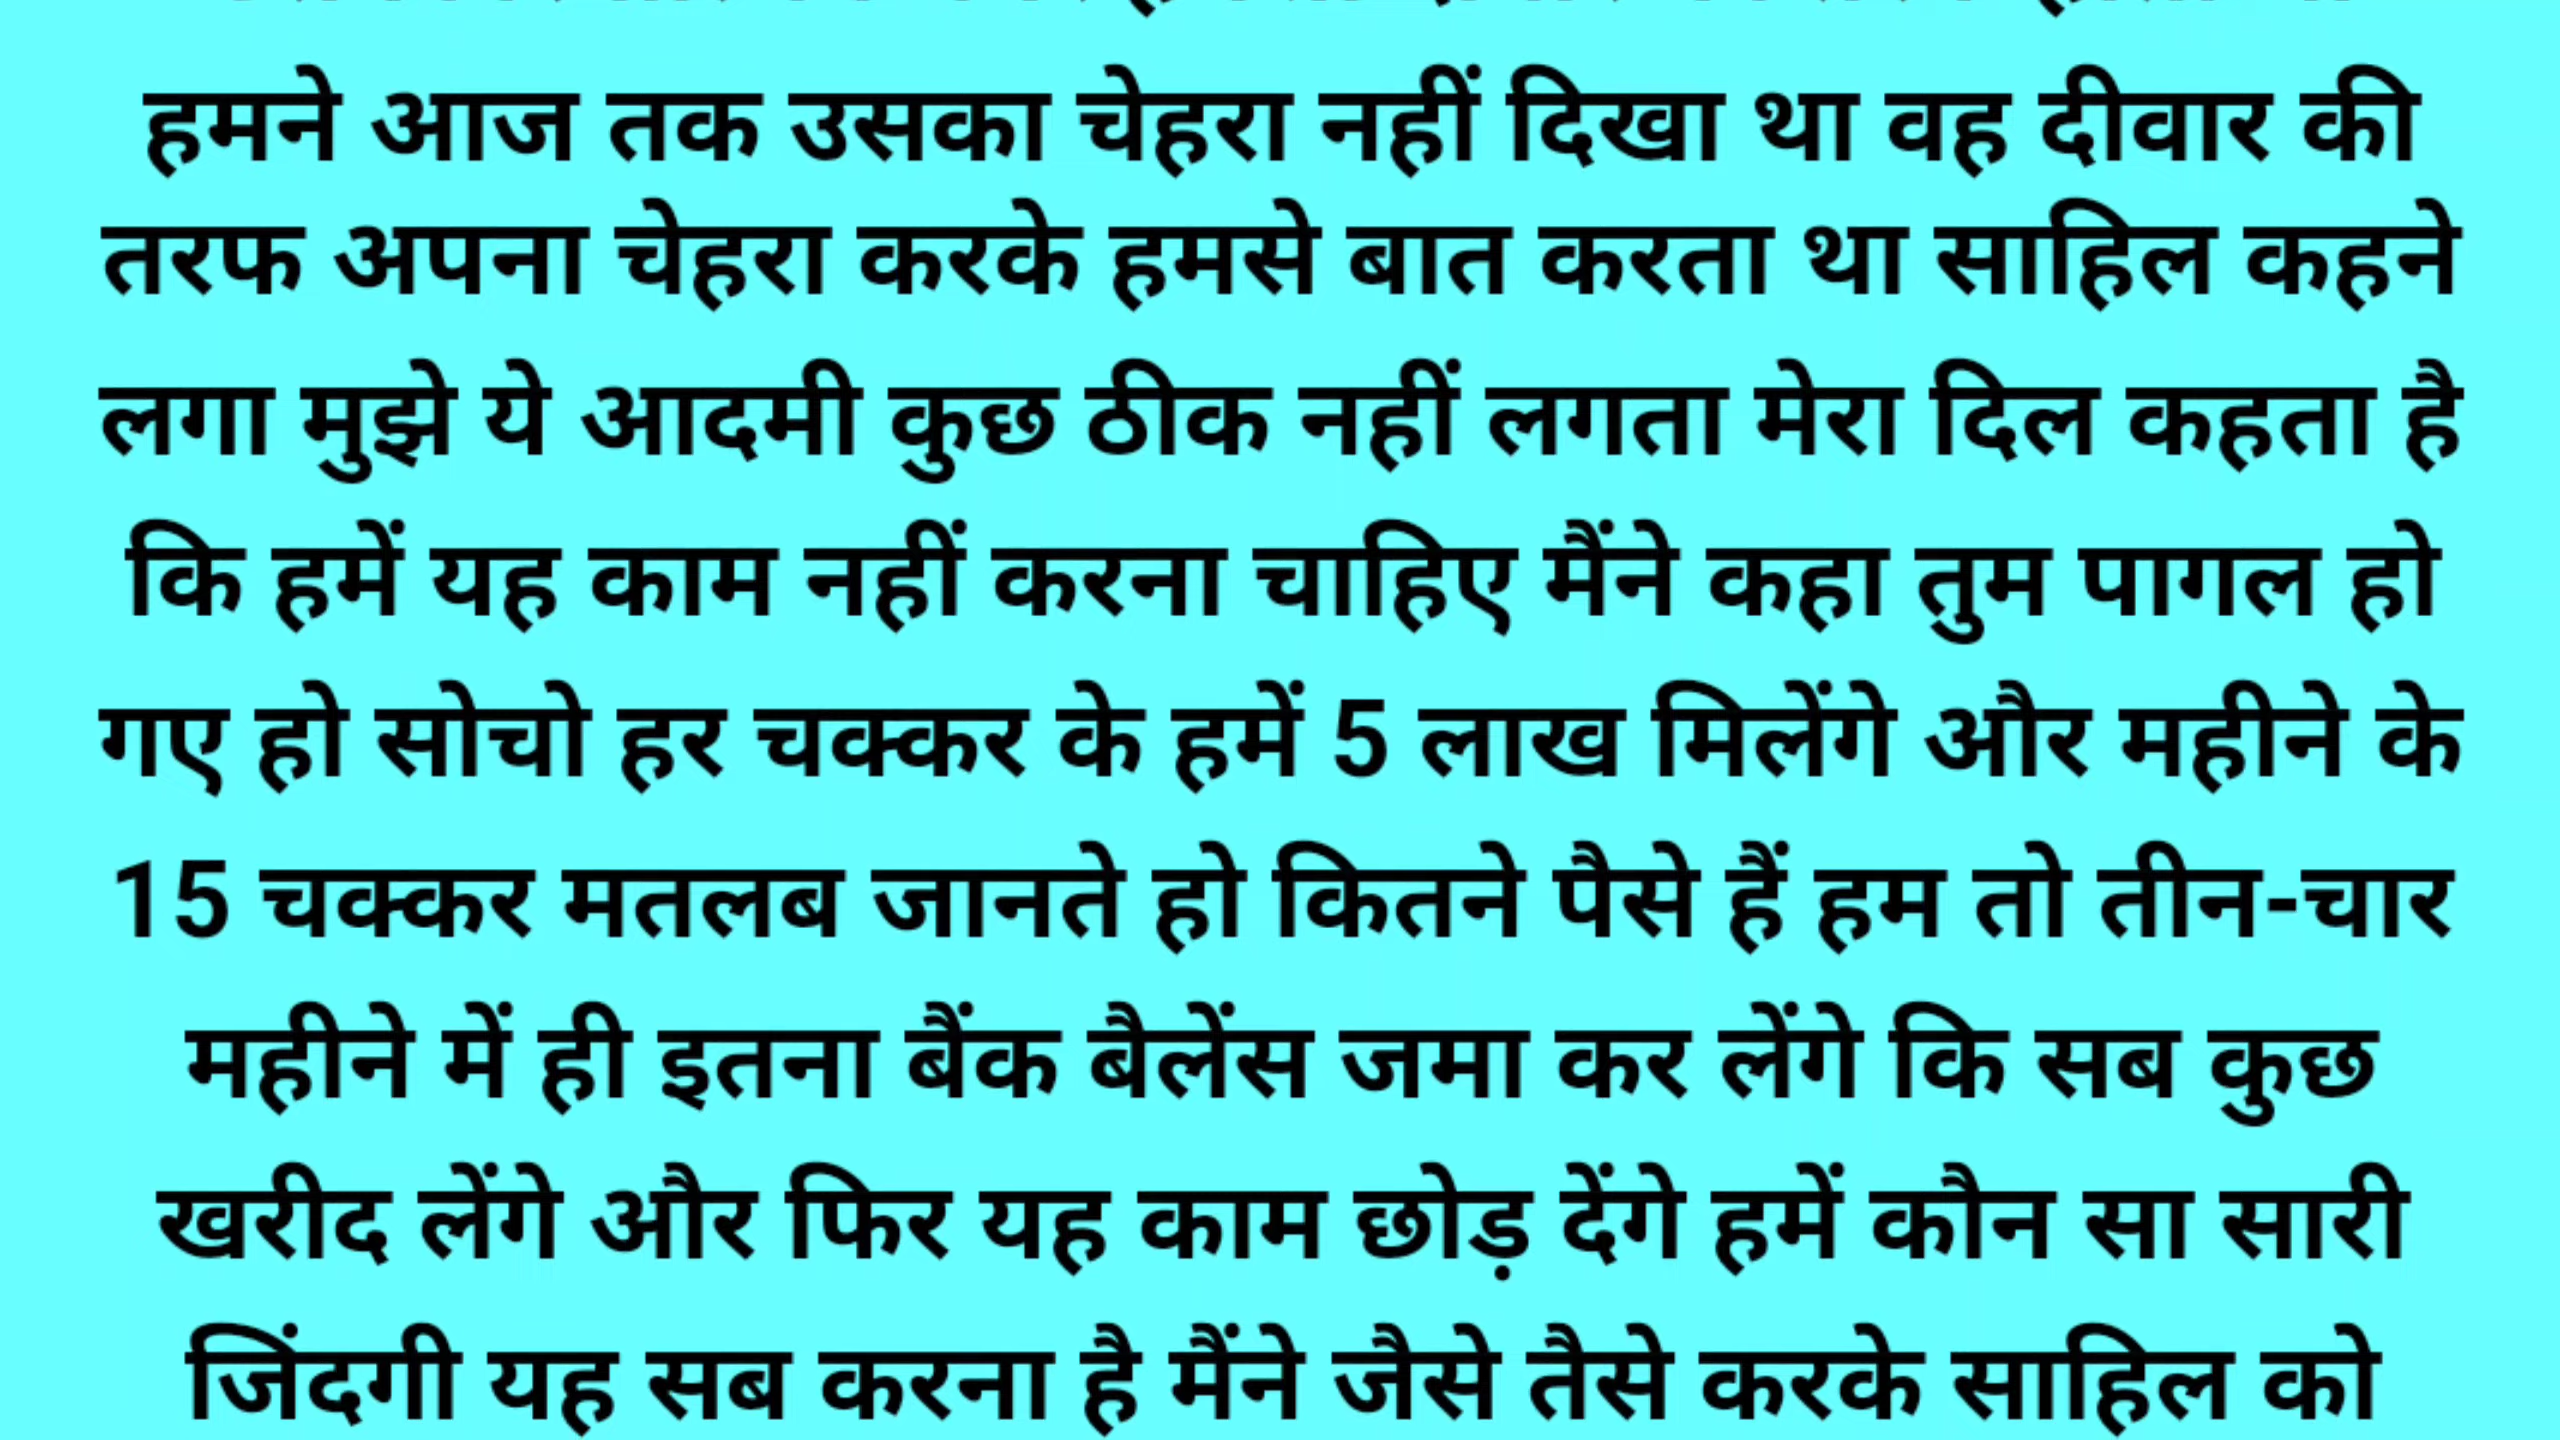 हमने आज तक उसका चेहरा नहीं दिखा था वह दीवार की
तरफ अपना चेहरा करके हमसे बात करता था साहिल कहने
लगा मुझे ये आदमी कुछ ठीक नहीं लगता मेरा दिल कहता है
कि हमें यह काम नहीं करना चाहिए मैंने कहा तुम पागल हो
गए हो सोचो हर चक्कर के हमें 5 लाख मिलेंगे और महीने के
15 चक्कर मतलब जानते हो कितने पैसे हैं हम तो तीन-चार
महीने में ही इतना बैंक बैलेंस जमा कर लेंगे कि सब कुछ
खरीद लेंगे और फिर यह काम छोड़ देंगे हमें कौन सा सारी
जिंदगी यह सब करना है मैंने जैसे तैसे करके साहिल को